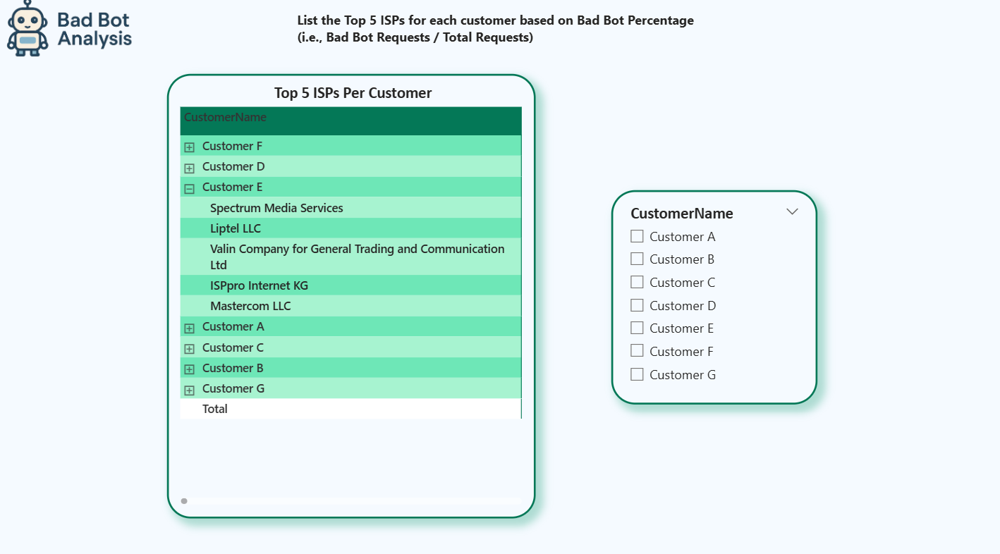 Bad Bot
Analysis
List the Top 5 ISPs for each customer based on Bad Bot Percentage
(i.e., Bad Bot Requests / Total Requests)
Top 5 ISPs Per Customer
CustomerName
Customer F
Customer D
Customer E
Spectrum Media Services
Liptel LLC
Valin Company for General Trading and Communication
Ltd
ISPpro Internet KG
Mastercom LLC
Customer A
Customer C
Customer B
Customer G
Total
CustomerName
Customer A
Customer B
Customer C
Customer D
Customer E
Customer F
Customer G